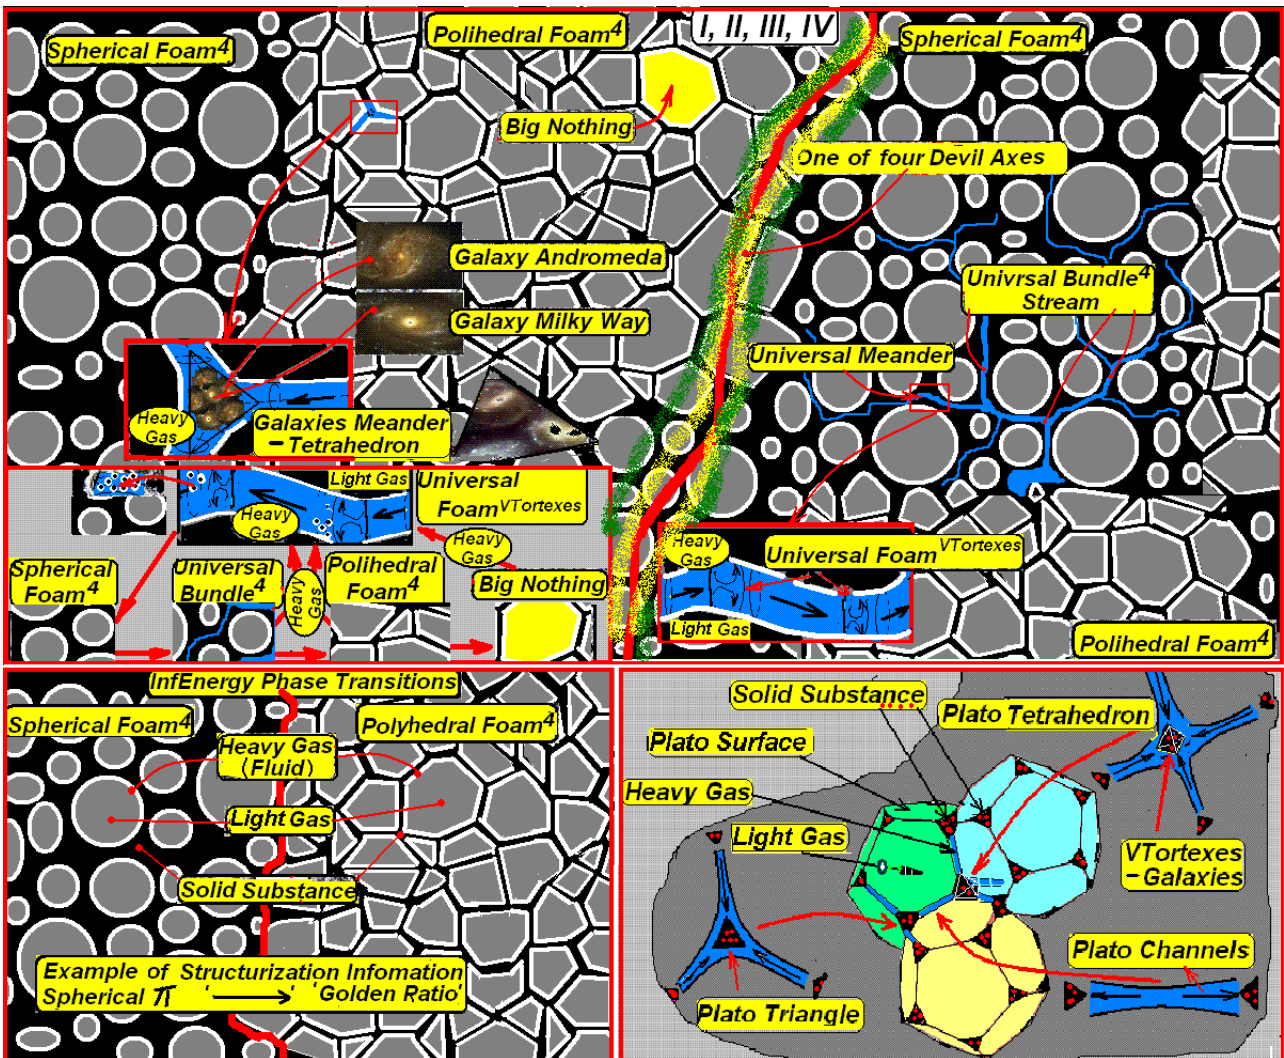 I, II, III, IV
Spherical Foam4
Polihedral Foam4
Spherical Foam4
Big Nothing
One of four Devil Axes
Galaxy Andromeda
Galaxy Milky Way
Univrsal Bundle4
Stream
Universal Meander
Heavy
Gas
Galaxies Meander
- Tetrahedron
Light Gas
Universal
FoamVTortexes
Heavy
Gas
Heavy
Gas
Spherical
Foam4
Universal
Bundle4
Heavy
Gas
Polihedral
Foam4
Big Nothing
Heavy
Gas
Universal FoamVTortexes
Light Gas
Polihedral Foam4
InfEnergy Phase Transitions
Spherical Foam4
Polyhedral Foam4
Heavy Gas
(Fluid)
Light Gas
Solid Substance
Example of Structurization Infomation
Spherical π '⟶' 'Golden Ratio'
Solid Substance
Plato Tetrahedron
Plato Surface
Heavy Gas
Light Gas
VTortexes
- Galaxies
Plato Channels
Plato Triangle